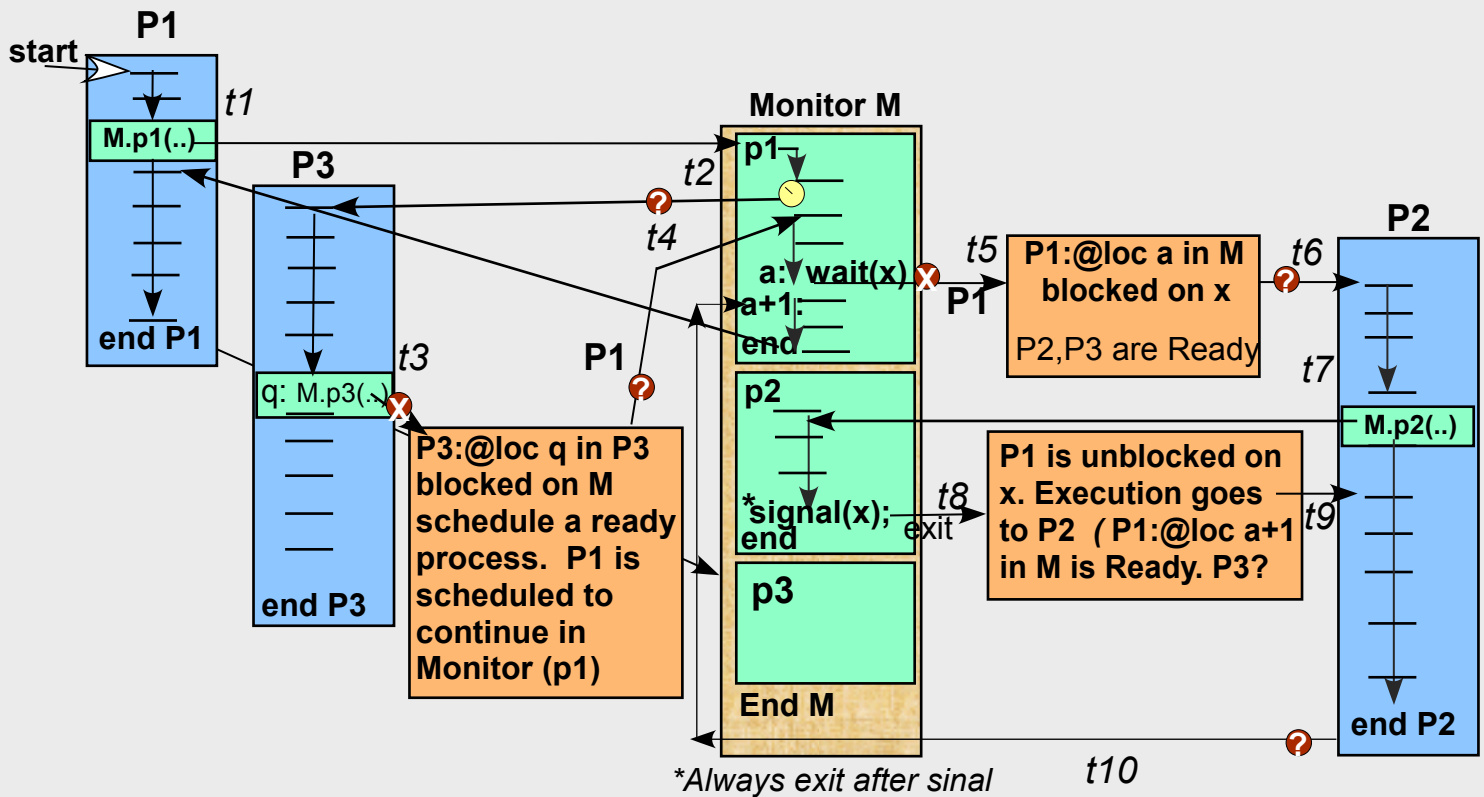 P1
start
t1
M.p1(..)
end P1
P3
t3
q: M.p3(..)
X
end P3
P3:@loc q in P3
blocked on M
schedule a ready
process. P1 is
scheduled to
continue in
Monitor (p1)
t2
?
t4
P1
?
Monitor M
p1
a: wait(x)
a+1:
end
p2
*signal(x);
end
p3
End M
X
t5
P1
P1:@loc a in M
blocked on x
P2,P3 are Ready
t6
?
P2
t7
M.p2(..)
end P2
t8
exit
P1 is unblocked on
x. Execution goes
to P2 ( P1:@loc a+1
in M is Ready. P3?
t9
?
t10
*Always exit after sinal